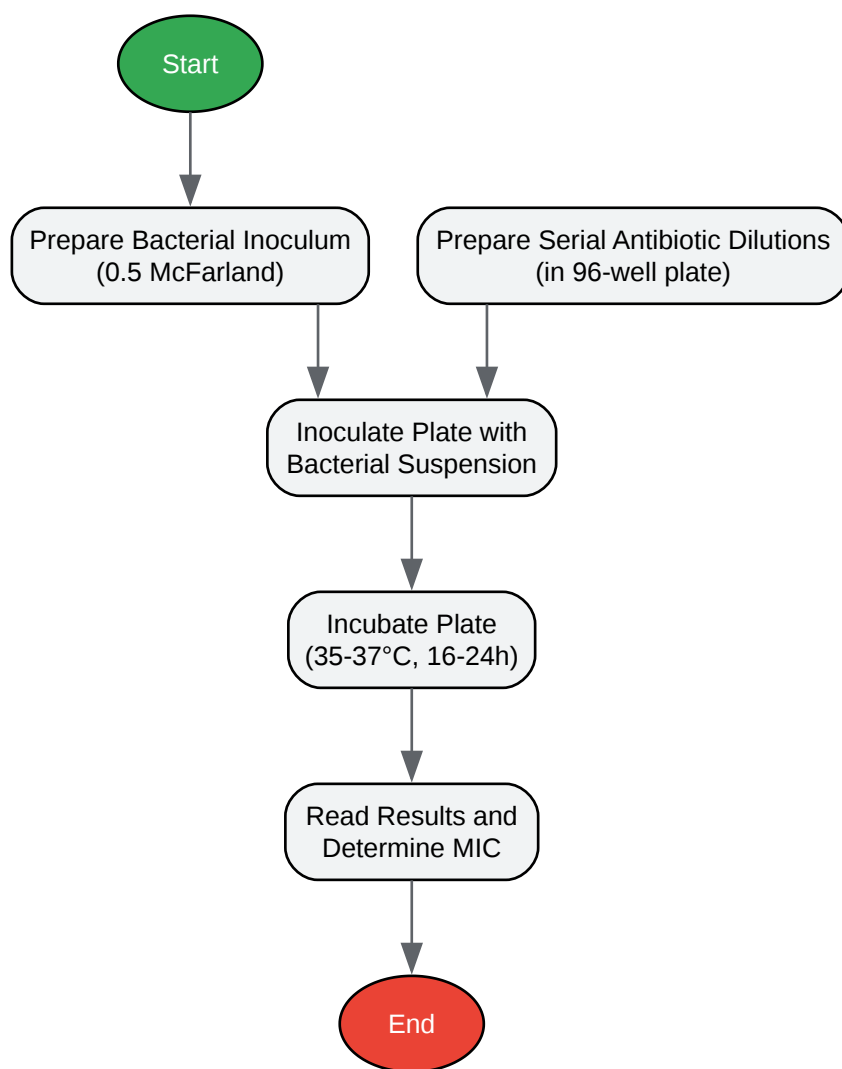 Start
Prepare Bacterial Inoculum
(0.5 McFarland)
Prepare Serial Antibiotic Dilutions
(in 96-well plate)
Inoculate Plate with
Bacterial Suspension
Incubate Plate
(35-37°C, 16-24h)
Read Results and
Determine MIC
End